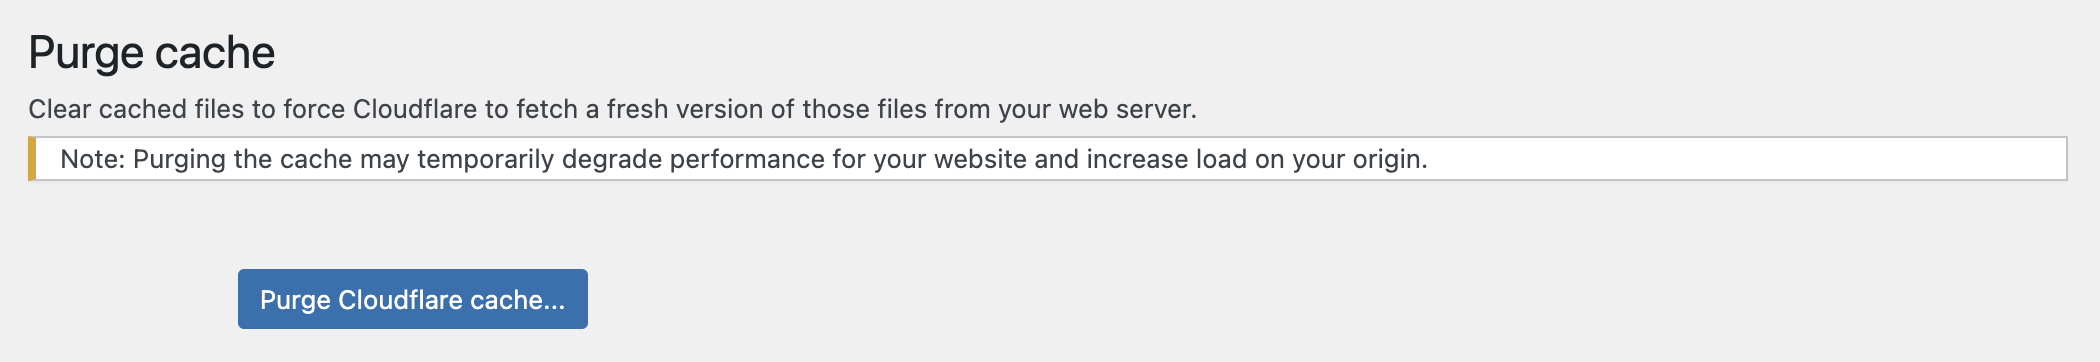 Purge cache
Clear cached files to force Cloudflare to fetch a fresh version of those files from your web server.
Note: Purging the cache may temporarily degrade performance for your website and increase load on your origin.
Purge Cloudflare cache...